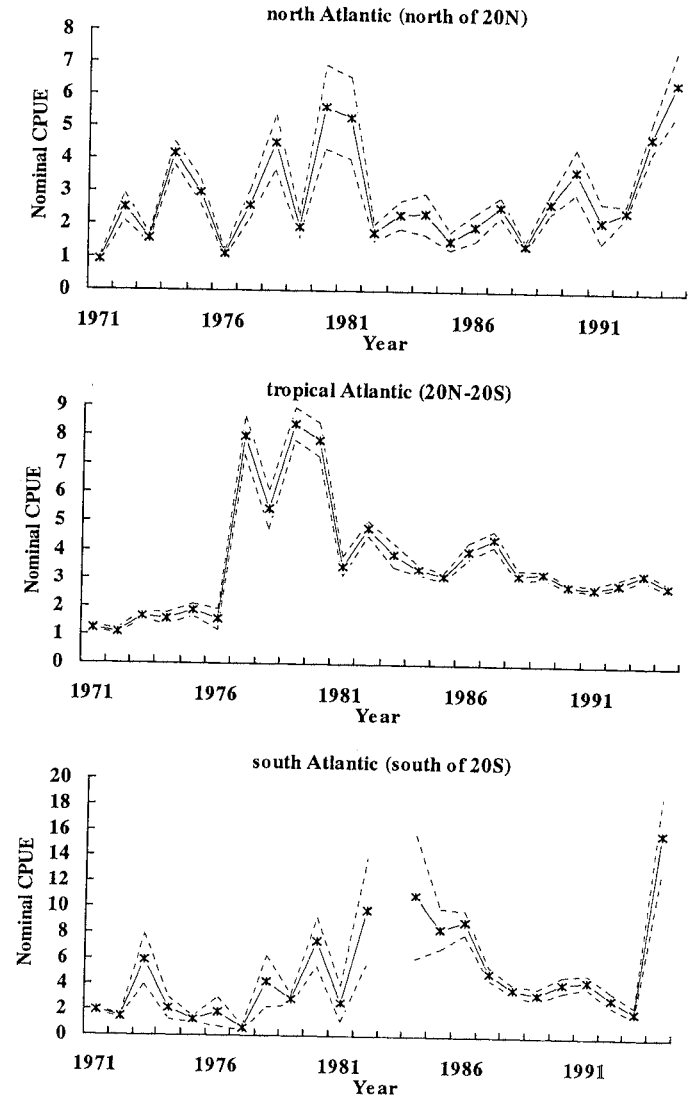 north Atlantic (north of 20N)
8
7
6
5
4
3
2
1
0
Nominal CPUE
1971 1976 1981 1986 1991
Year
tropical Atlantic (20N-20S)
9
8
7
6
5
4
3
2
1
0
Nominal CPUE
1971 1976 1981 1986 1991
Year
south Atlantic (south of 20S)
20
18
16
14
12
10
8
6
4
2
0
Nominal CPUE
1971 1976 1981 1986 1991
Year